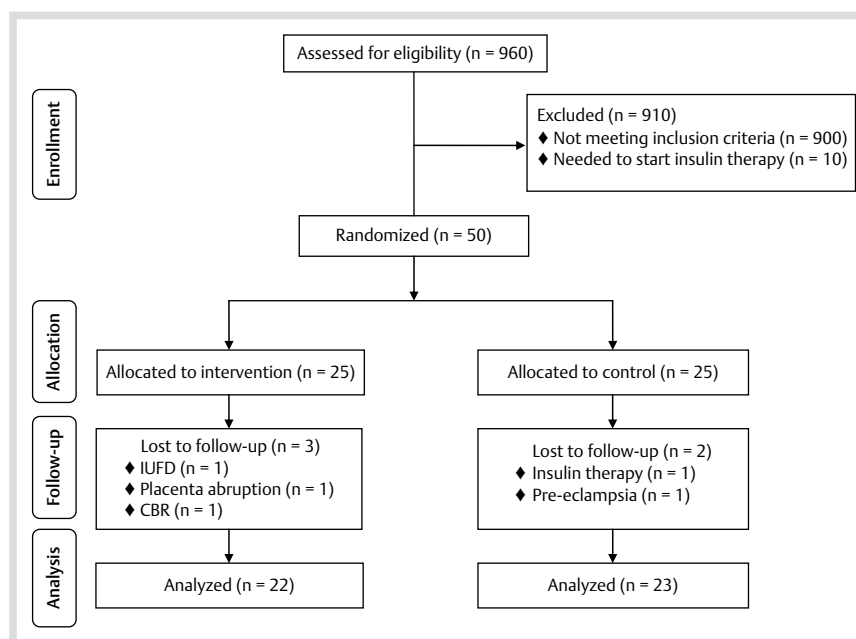 Assessed for eligibility (n = 960)
Enrollment
Excluded (n = 910)
♦ Not meeting inclusion criteria (n = 900)
♦ Needed to start insulin therapy (n = 10)
Randomized (n = 50)
Allocation
Allocated to intervention (n = 25)
Allocated to control (n = 25)
Follow-up
Lost to follow-up (n = 3)
♦ IUFD (n = 1)
♦ Placenta abruption (n = 1)
♦ CBR (n = 1)
Lost to follow-up (n = 2)
♦ Insulin therapy (n = 1)
♦ Pre-eclampsia (n = 1)
Analysis
Analyzed (n = 22)
Analyzed (n = 23)